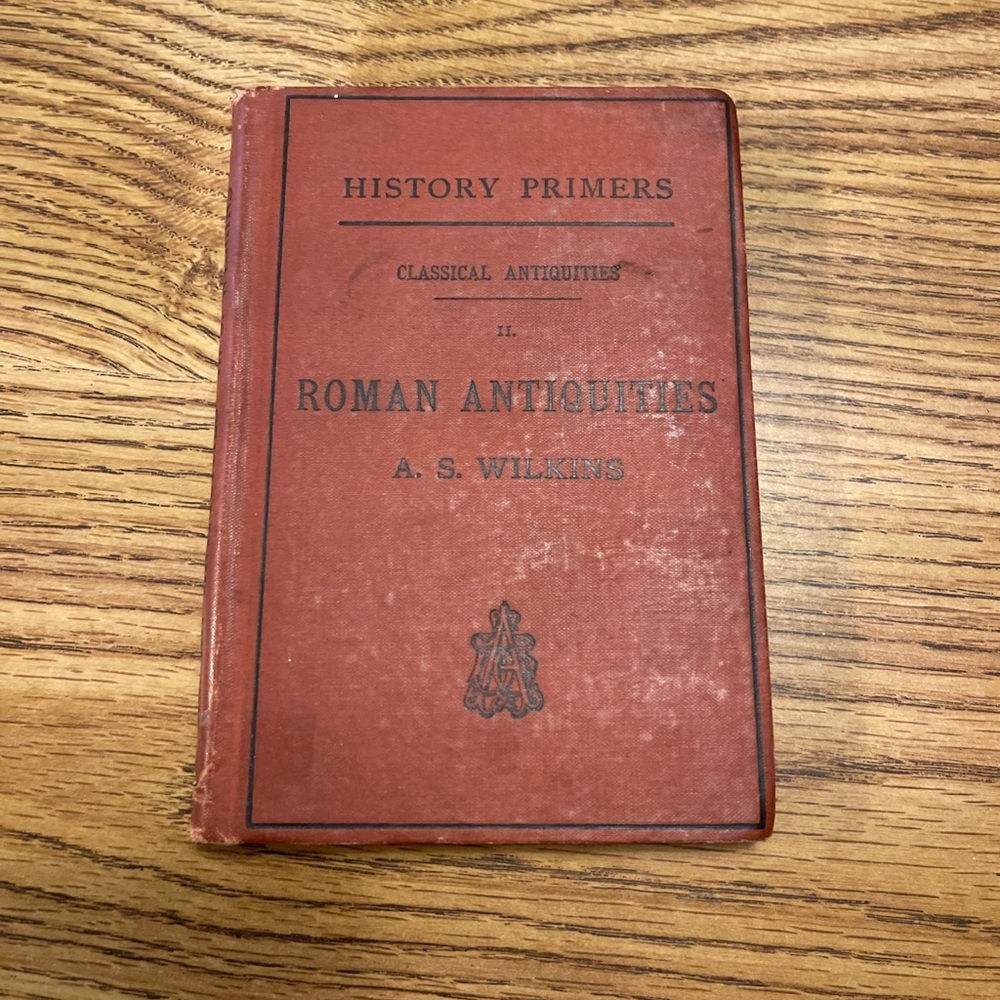 HISTORY PRIMERS
CLASSICAL ANTIQUITIES
II.
ROMAN ANTIQUITIES
A. S. WILKINS